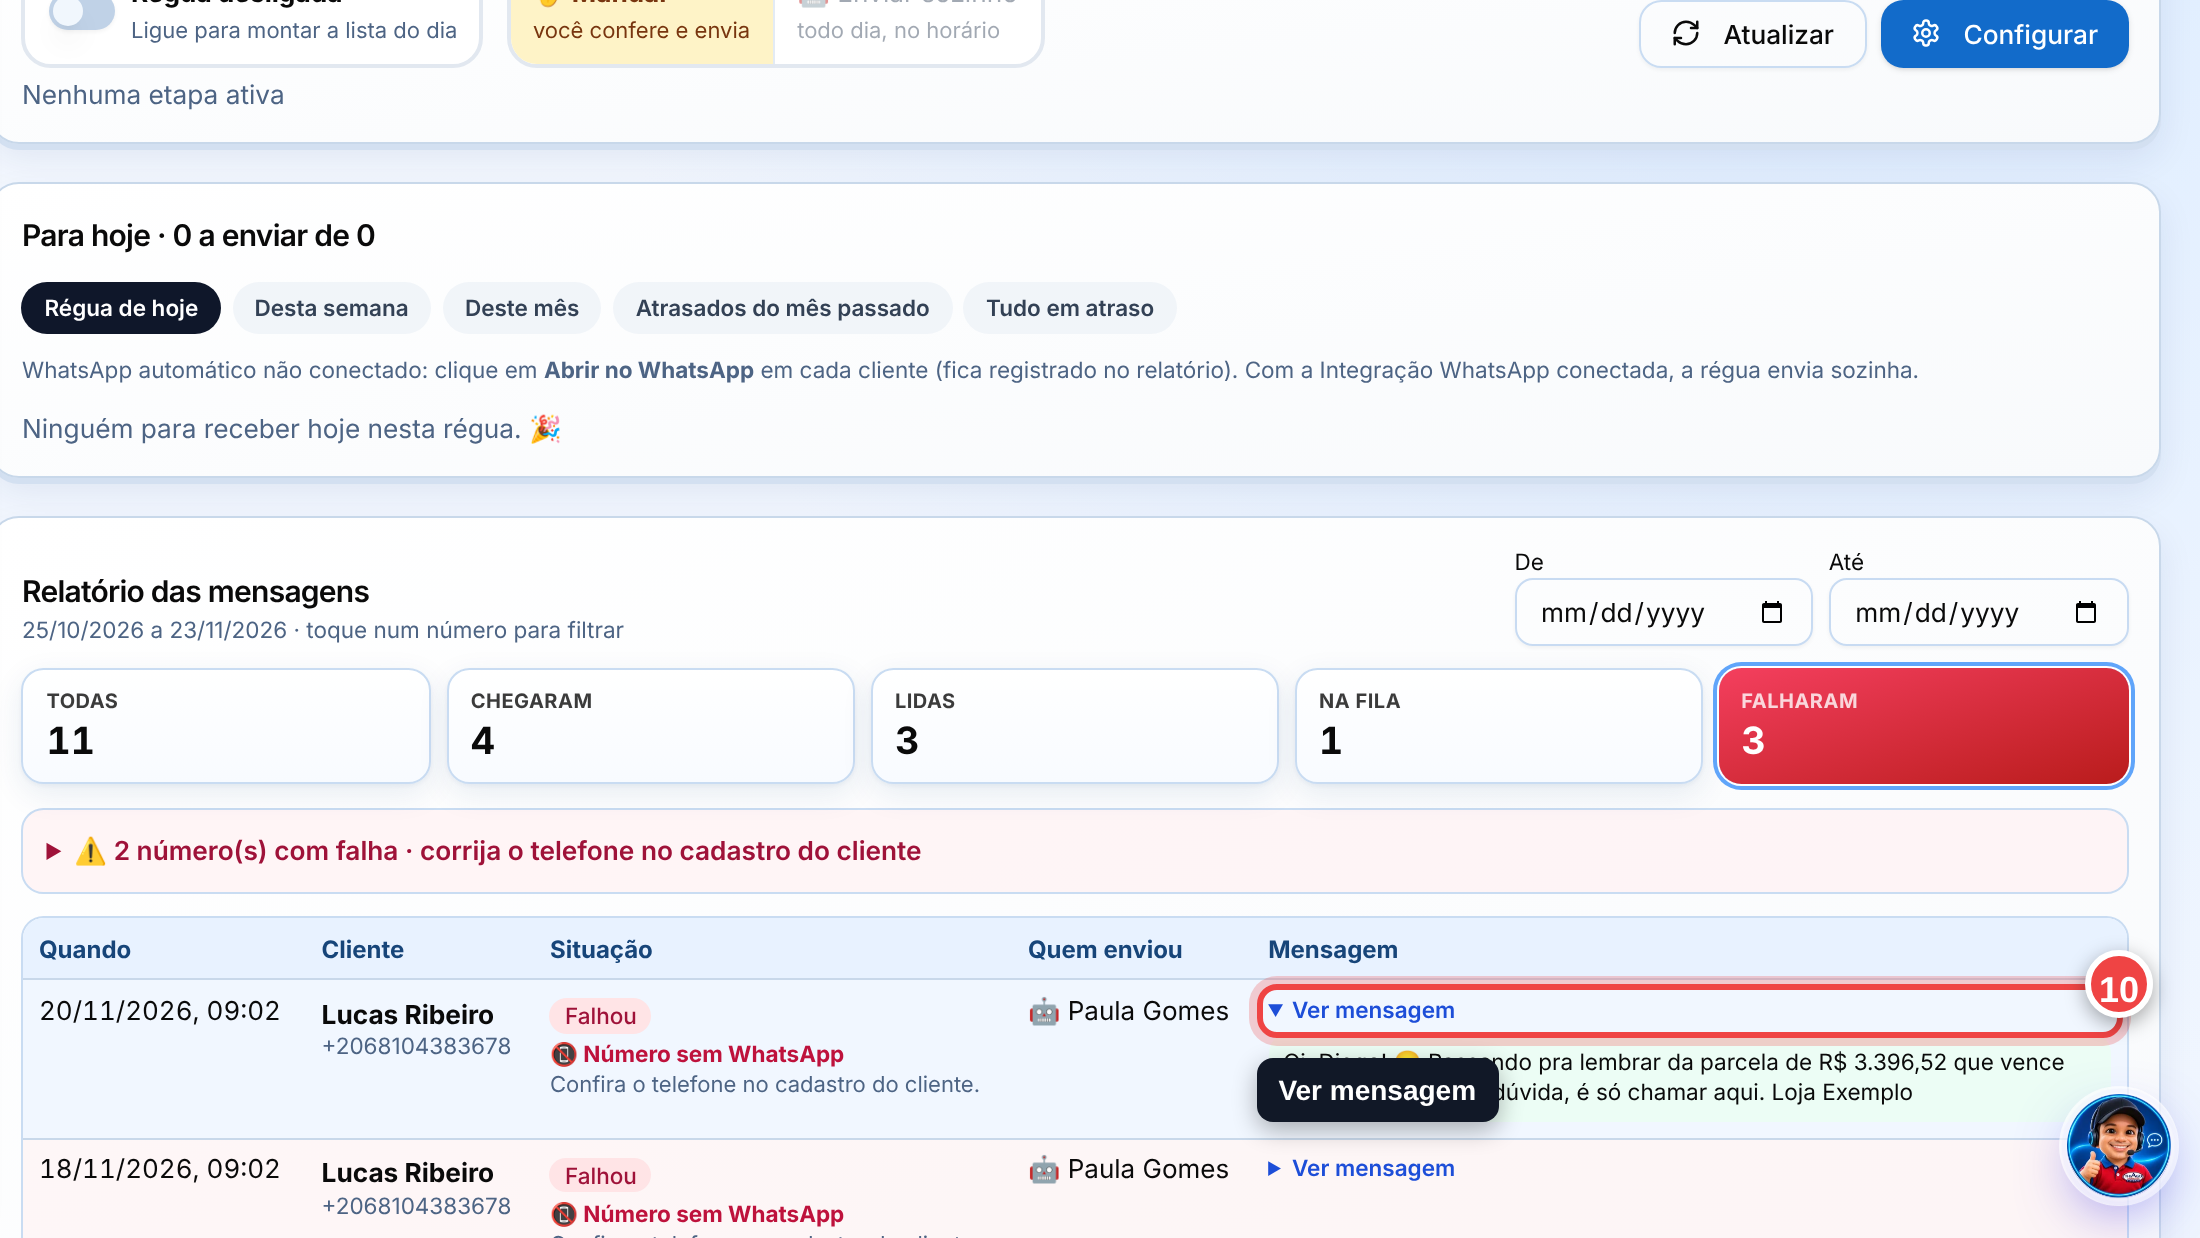 Ligue para montar a lista do dia
você confere e envia
todo dia, no horário
Atualizar
Configurar
Nenhuma etapa ativa
Para hoje · 0 a enviar de 0
Régua de hoje
Desta semana
Deste mês
Atrasados do mês passado
Tudo em atraso
WhatsApp automático não conectado: clique em Abrir no WhatsApp em cada cliente (fica registrado no relatório). Com a Integração WhatsApp conectada, a régua envia sozinha.
Ninguém para receber hoje nesta régua. 🎉
De
Até
Relatório das mensagens
25/10/2026 a 23/11/2026 · toque num número para filtrar
mm/dd/yyyy
mm/dd/yyyy
TODAS
11
CHEGARAM
4
LIDAS
3
NA FILA
1
FALHARAM
3
⚠️ 2 número(s) com falha · corrija o telefone no cadastro do cliente
Quando
Cliente
Situação
Quem enviou
Mensagem
10
20/11/2026, 09:02
Lucas Ribeiro
+2068104383678
Falhou
📵 Número sem WhatsApp
Confira o telefone no cadastro do cliente.
🤖 Paula Gomes
▼ Ver mensagem
pra lembrar da parcela de R$ 3.396,52 que vence
dúvida, é só chamar aqui. Loja Exemplo
Ver mensagem
18/11/2026, 09:02
Lucas Ribeiro
+2068104383678
Falhou
📵 Número sem WhatsApp
🤖 Paula Gomes
▶ Ver mensagem